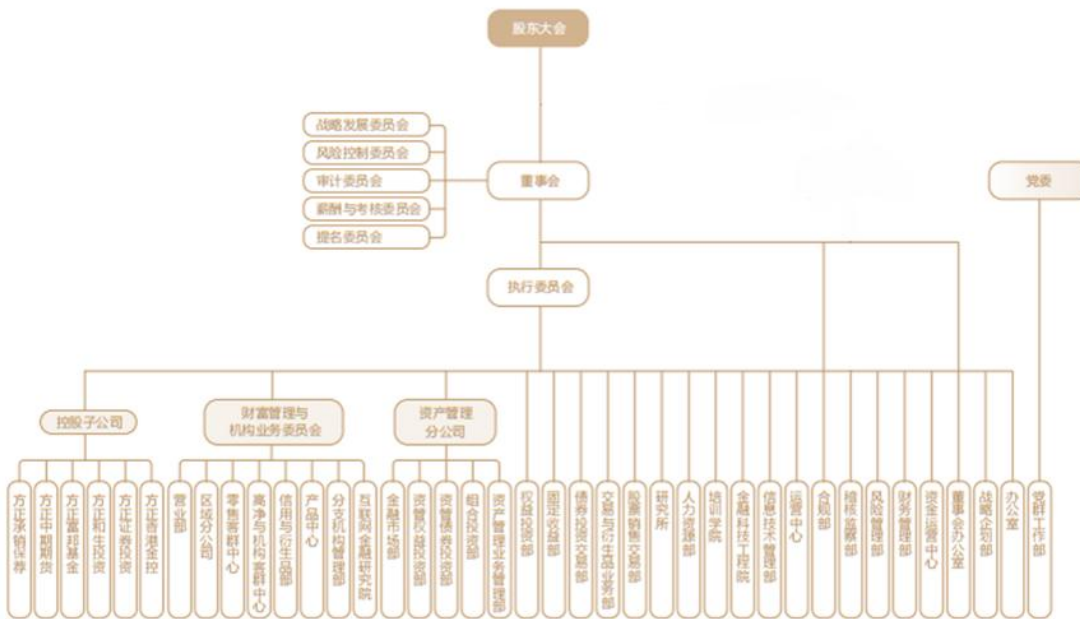 股东大会
战略发展委员会
风险控制委员会
审计委员会
薪酬与考核委员会
提名委员会
董事会
党委
执行委员会
控股子公司
财富管理与
机构业务委员会
资产管理
分公司
方正承销保荐
方正中期期货
方正富邦基金
方正和生投资
方正证券投资
方正香港金控
营业部
区域分公司
零售客群中心
高净与机构客群中心
信用与衍生品部
产品中心
分支机构管理部
互联网金融研究院
金融市场部
资管权益投资部
资管债券投资部
组合投资部
资产管理业务管理部
权益投资部
固定收益部
债券投资交易部
交易与衍生品业务部
股票销售交易部
研究所
人力资源部
培训学院
金融科技工程院
信息技术管理部
运营中心
合规部
稽核监察部
风险管理部
财务管理部
资金运营中心
董事会办公室
战略企划部
办公室
党群工作部